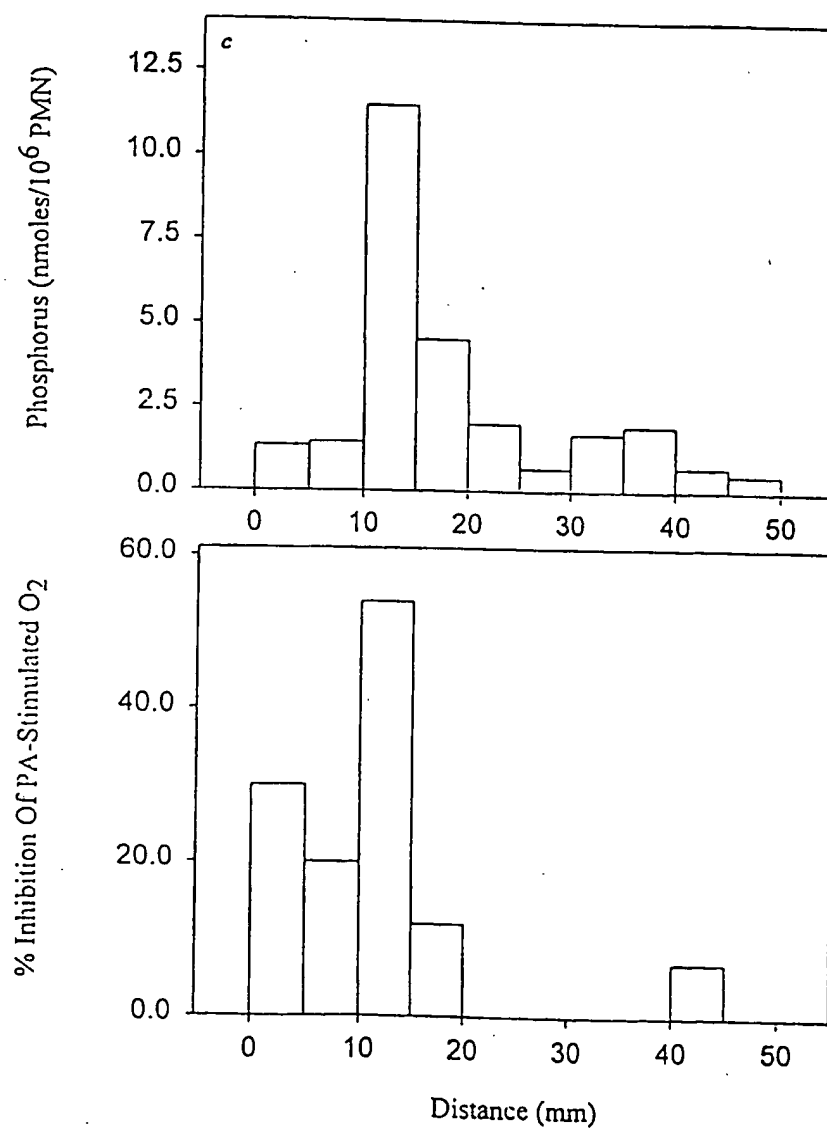 c
Phosphorus (nmoles/10⁶ PMN)
12.5
10.0
7.5
5.0
2.5
0.0
0 10 20 30 40 50
% Inhibition Of PA-Stimulated O₂
60.0
40.0
20.0
0.0
0 10 20 30 40 50
Distance (mm)